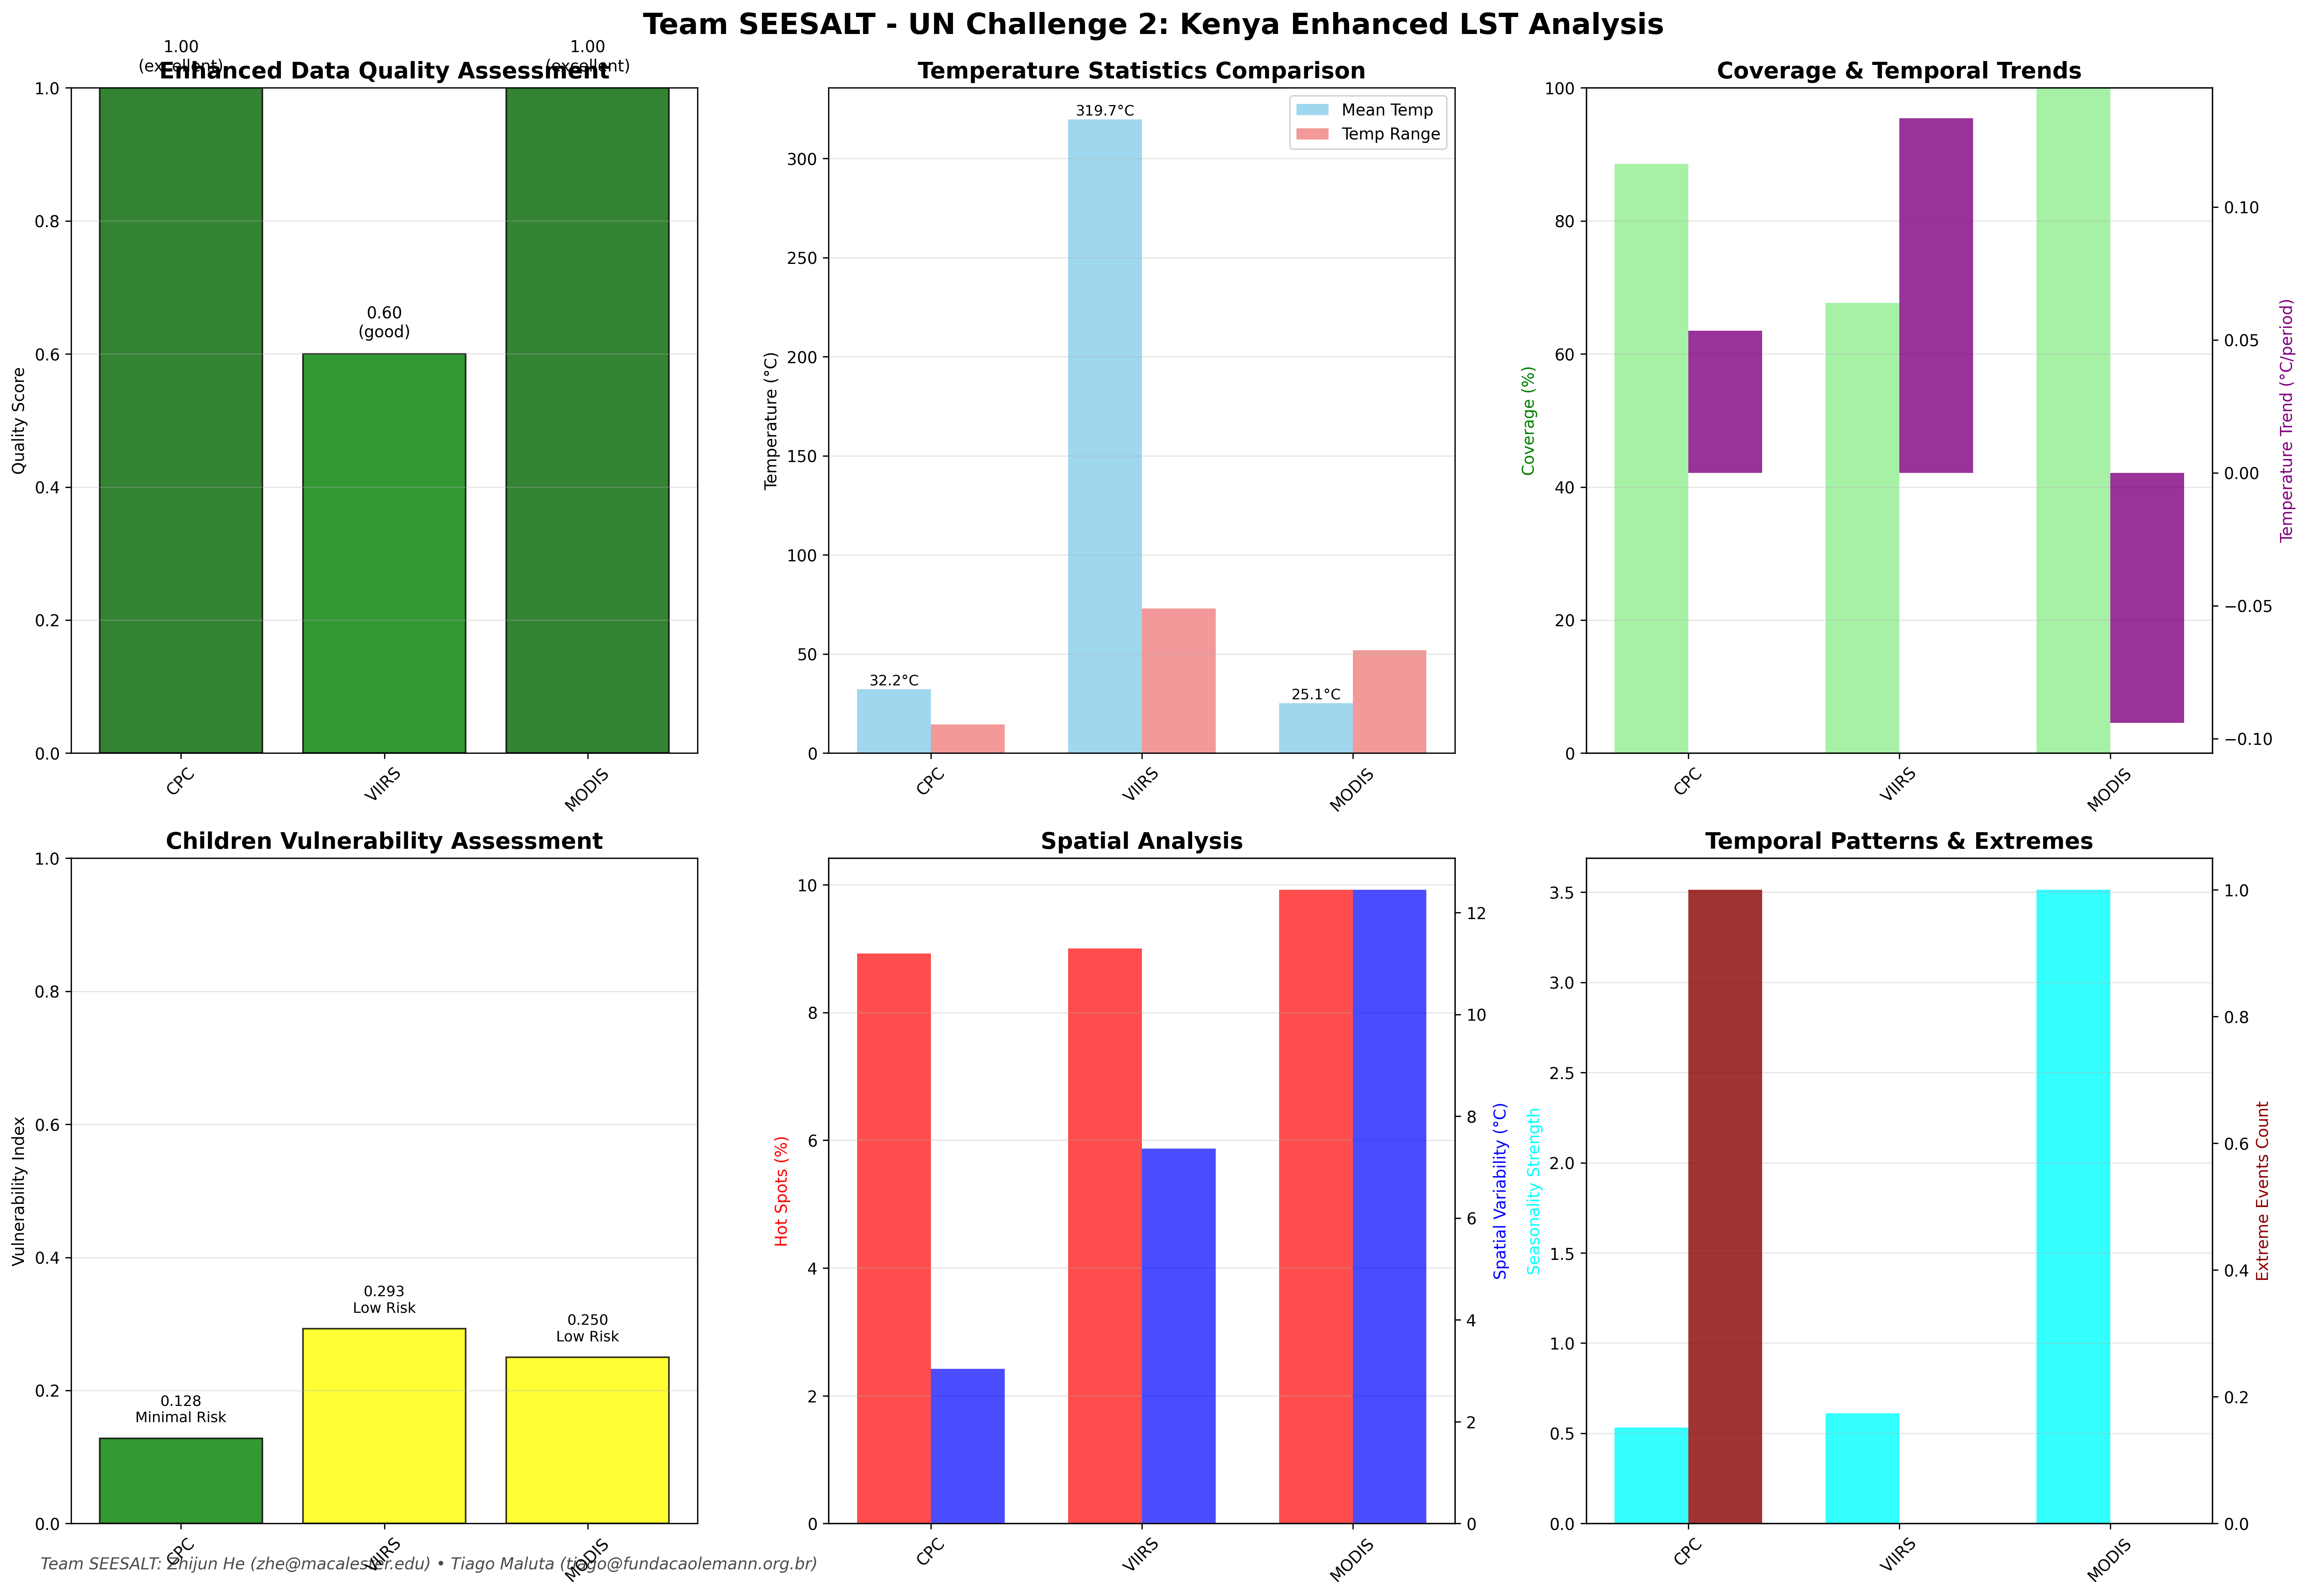 Team SEESALT - UN Challenge 2: Kenya Enhanced LST Analysis
Enhanced Data Quality Assessment
1.00
(excellent)
0.60
(good)
1.00
(excellent)
Quality Score
1.0
0.8
0.6
0.4
0.2
0.0
CPC
VIIRS
MODIS
Temperature Statistics Comparison
Mean Temp
Temp Range
319.7°C
32.2°C
25.1°C
Temperature (°C)
300
250
200
150
100
50
0
CPC
VIIRS
MODIS
Coverage & Temporal Trends
Coverage (%)
100
80
60
40
20
0
Temperature Trend (°C/period)
0.10
0.05
0.00
−0.05
−0.10
CPC
VIIRS
MODIS
Children Vulnerability Assessment
Vulnerability Index
1.0
0.8
0.6
0.4
0.2
0.0
0.128
Minimal Risk
0.293
Low Risk
0.250
Low Risk
CPC
VIIRS
MODIS
Spatial Analysis
Hot Spots (%)
10
8
6
4
2
0
Spatial Variability (°C)
12
10
8
6
4
2
0
CPC
VIIRS
MODIS
Temporal Patterns & Extremes
Seasonality Strength
3.5
3.0
2.5
2.0
1.5
1.0
0.5
0.0
Extreme Events Count
1.0
0.8
0.6
0.4
0.2
0.0
CPC
VIIRS
MODIS
Team SEESALT: Zhijun He (zhe@macalester.edu) • Tiago Maluta (tiago@fundacaolemann.org.br)